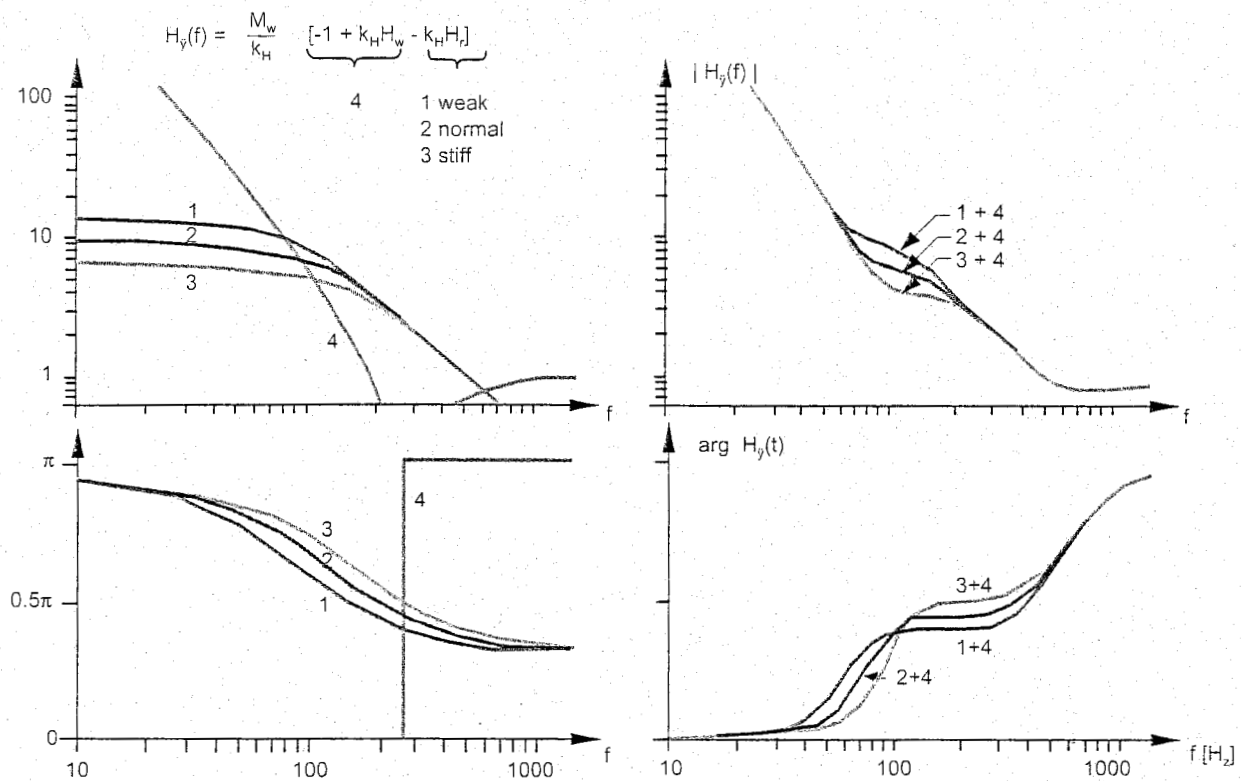 H_ÿ(f) = M_w / k_H [-1 + k_H H_w - k_H H_r]
4
1 weak
2 normal
3 stiff
100
10
1
1
2
3
4
f
| H_ÿ(f) |
1 + 4
2 + 4
3 + 4
f
π
0.5π
0
3
2
1
4
10
100
1000
f
arg H_ÿ(t)
3+4
1+4
2+4
10
100
1000
f [H_z]